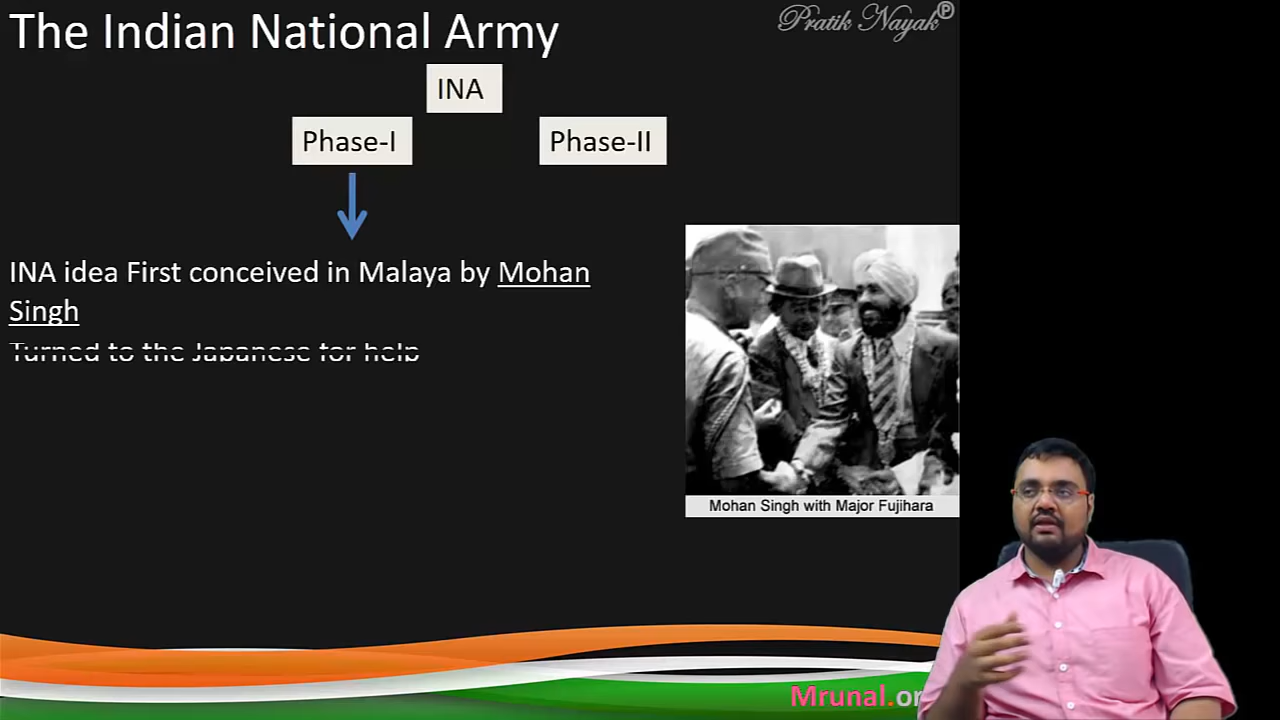 The Indian National Army
Pratik Nayak℗
INA
Phase-I
Phase-II
INA idea First conceived in Malaya by Mohan
Singh
Turned to the Japanese for help
Mohan Singh with Major Fujihara
Mrunal.or